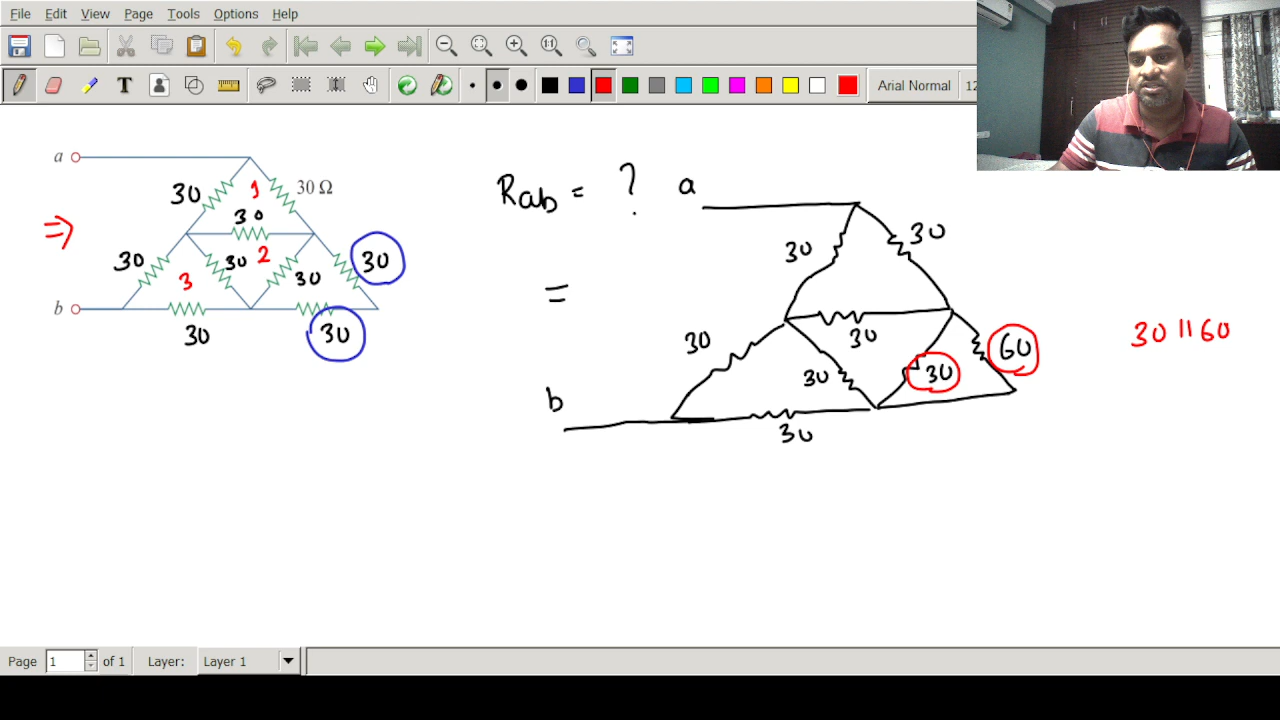 File Edit View Page Tools Options Help
Arial Normal 12
a
30
1
30 Ω
30
30
3
30
2
30
30
b
30
30
⇒
Rab = ?
a
30
30
=
30
30
60
30
30
b
30
30 || 60
Page 1 of 1 Layer: Layer 1